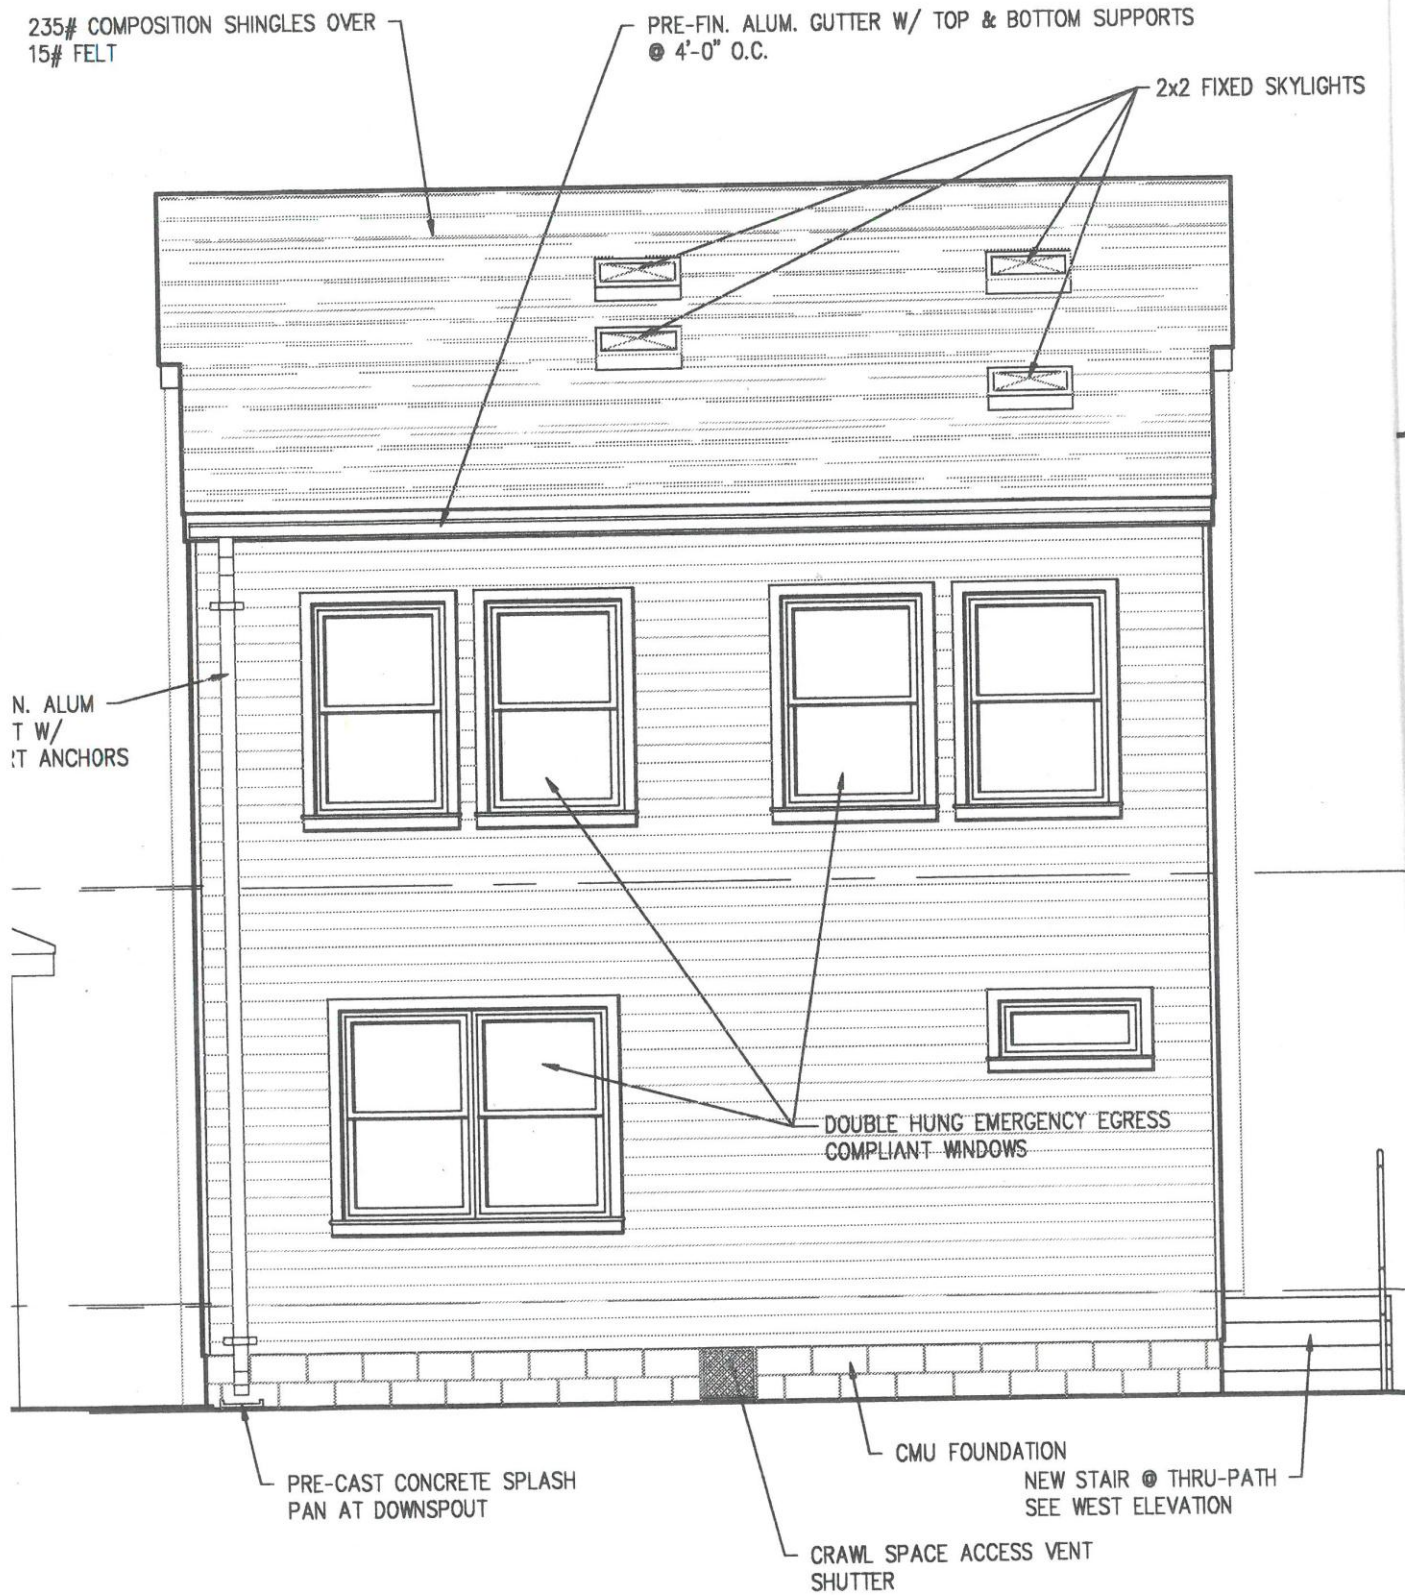 235# COMPOSITION SHINGLES OVER
15# FELT
PRE-FIN. ALUM. GUTTER W/ TOP & BOTTOM SUPPORTS
@ 4'-0" O.C.
2x2 FIXED SKYLIGHTS
N. ALUM
T W/
RT ANCHORS
DOUBLE HUNG EMERGENCY EGRESS
COMPLIANT WINDOWS
CMU FOUNDATION
PRE-CAST CONCRETE SPLASH
PAN AT DOWNSPOUT
NEW STAIR @ THRU-PATH
SEE WEST ELEVATION
CRAWL SPACE ACCESS VENT
SHUTTER